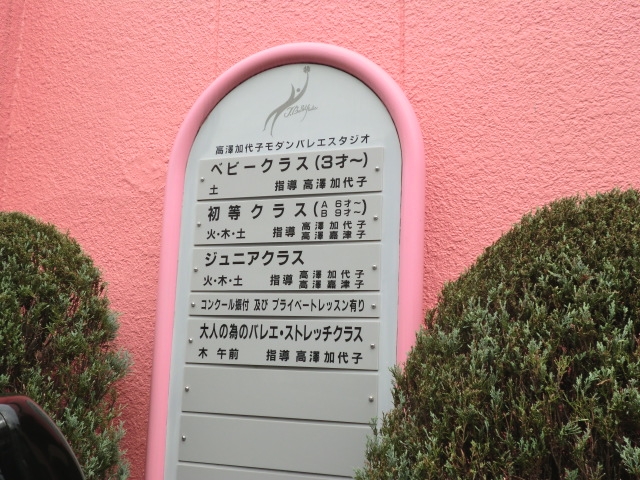 高澤加代子モダンバレエスタジオ
ベビークラス(3才〜)
土 指導 高澤加代子
初等クラス(A 6才〜 B 9才〜)
火・木・土 指導 高澤加代子 高澤嘉津子
ジュニアクラス
火・木・土 指導 高澤加代子 高澤嘉津子
コンクール振付 及び プライベートレッスン有り
大人の為のバレエ・ストレッチクラス
木 午前 指導 高澤加代子